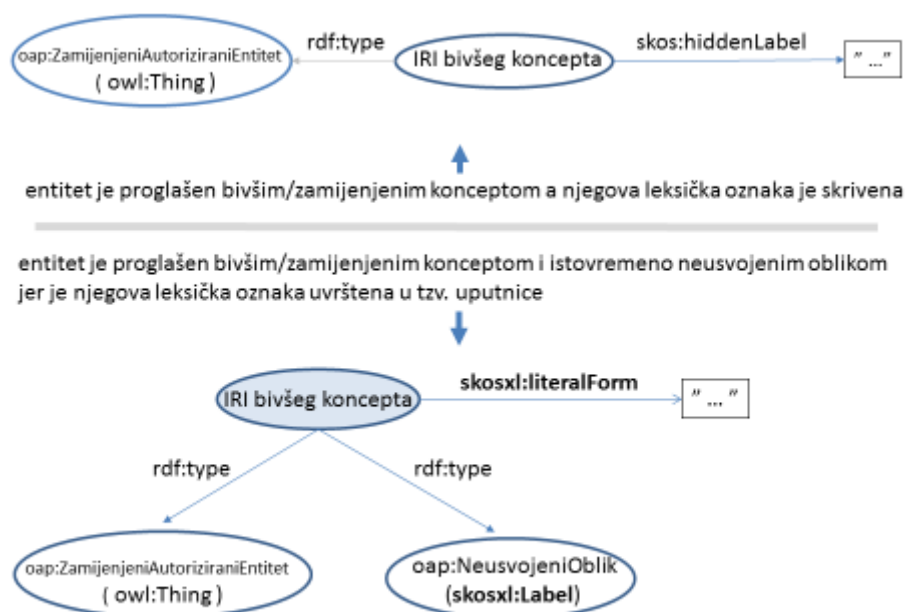 rdf:type
skos:hiddenLabel
oap:ZamijenjeniAutoriziraniEntitet
( owl:Thing )
IRI bivšeg koncepta
" ..."
entitet je proglašen bivšim/zamijenjenim konceptom a njegova leksička oznaka je skrivena
entitet je proglašen bivšim/zamijenjenim konceptom i istovremeno neusvojenim oblikom
jer je njegova leksička oznaka uvrštena u tzv. uputnice
skosxl:literalForm
IRI bivšeg koncepta
" ... "
rdf:type
rdf:type
oap:ZamijenjeniAutoriziraniEntitet
( owl:Thing )
oap:NeusvojeniOblik
(skosxl:Label)